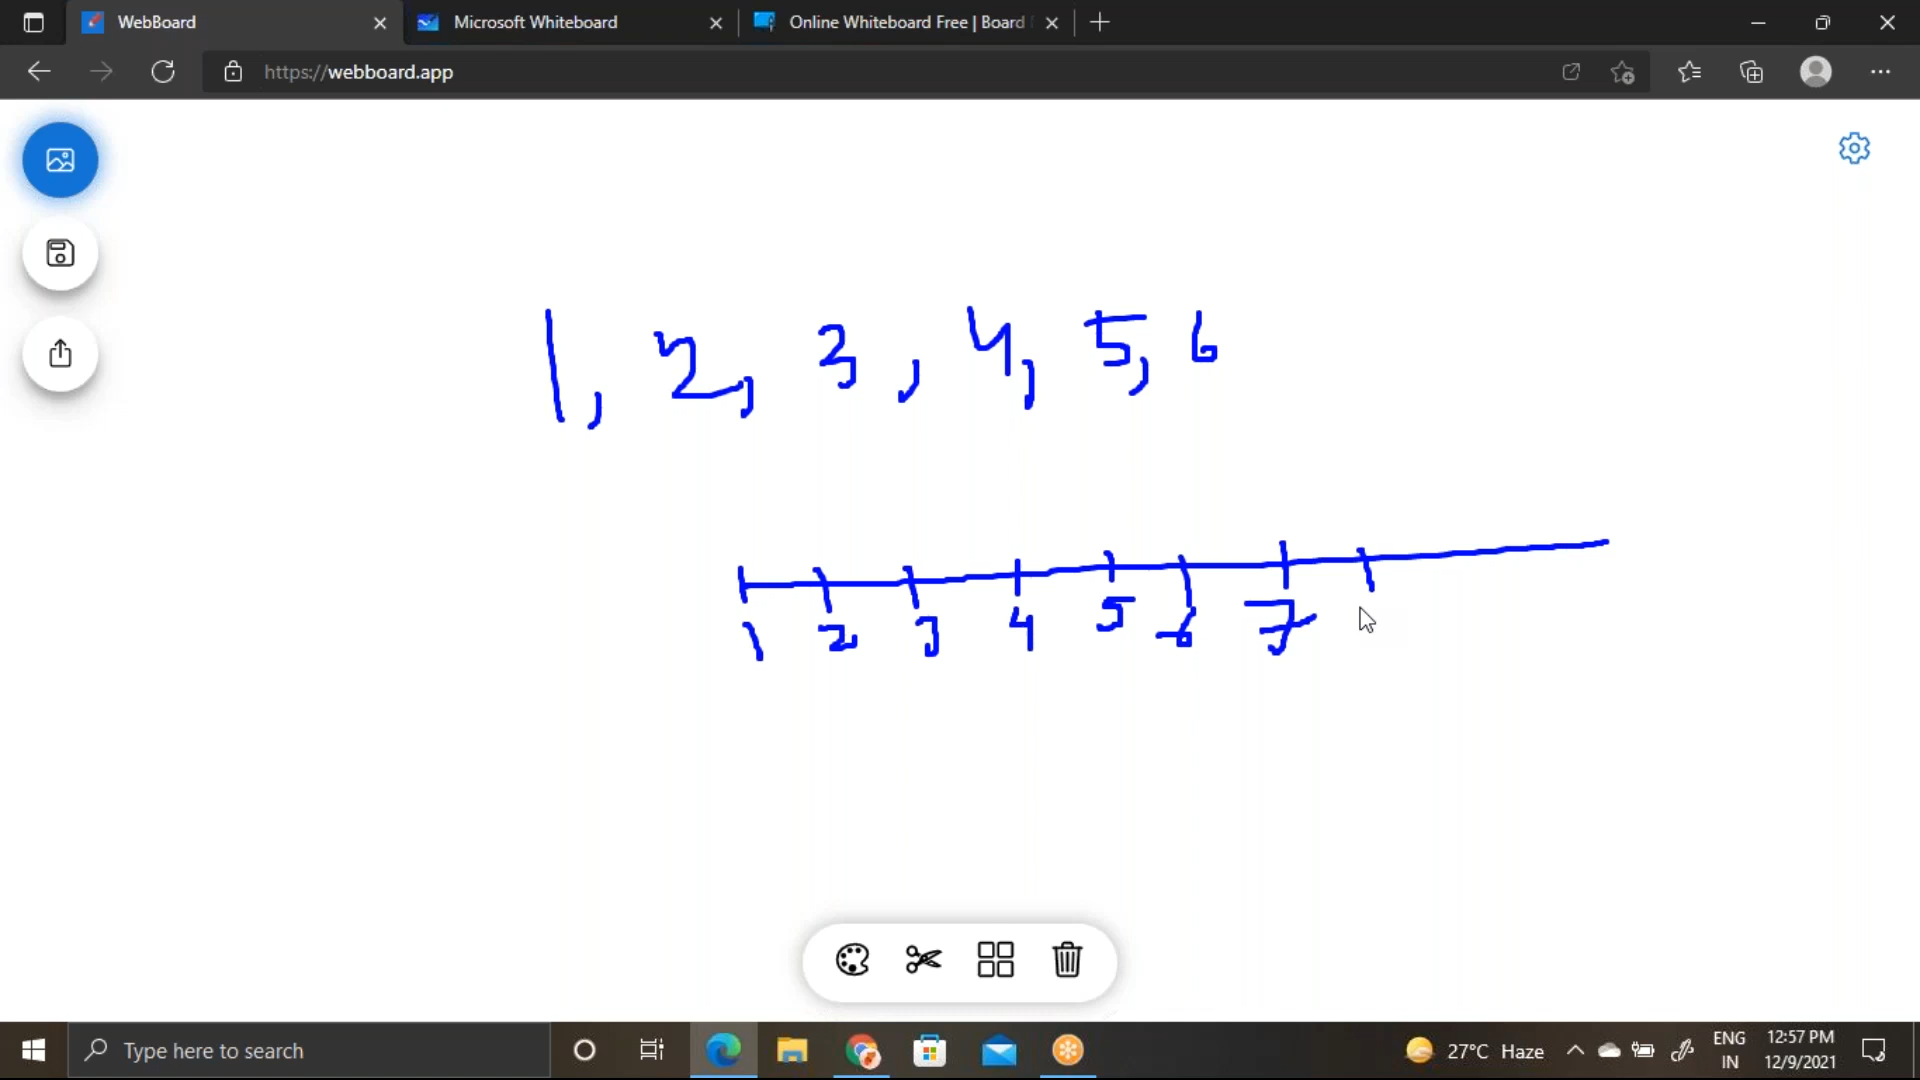 WebBoard
Microsoft Whiteboard
Online Whiteboard Free | Board
https://webboard.app
1, 2, 3, 4, 5, 6
1 2 3 4 5 6 7
Type here to search
27°C Haze
ENG
IN
12:57 PM
12/9/2021